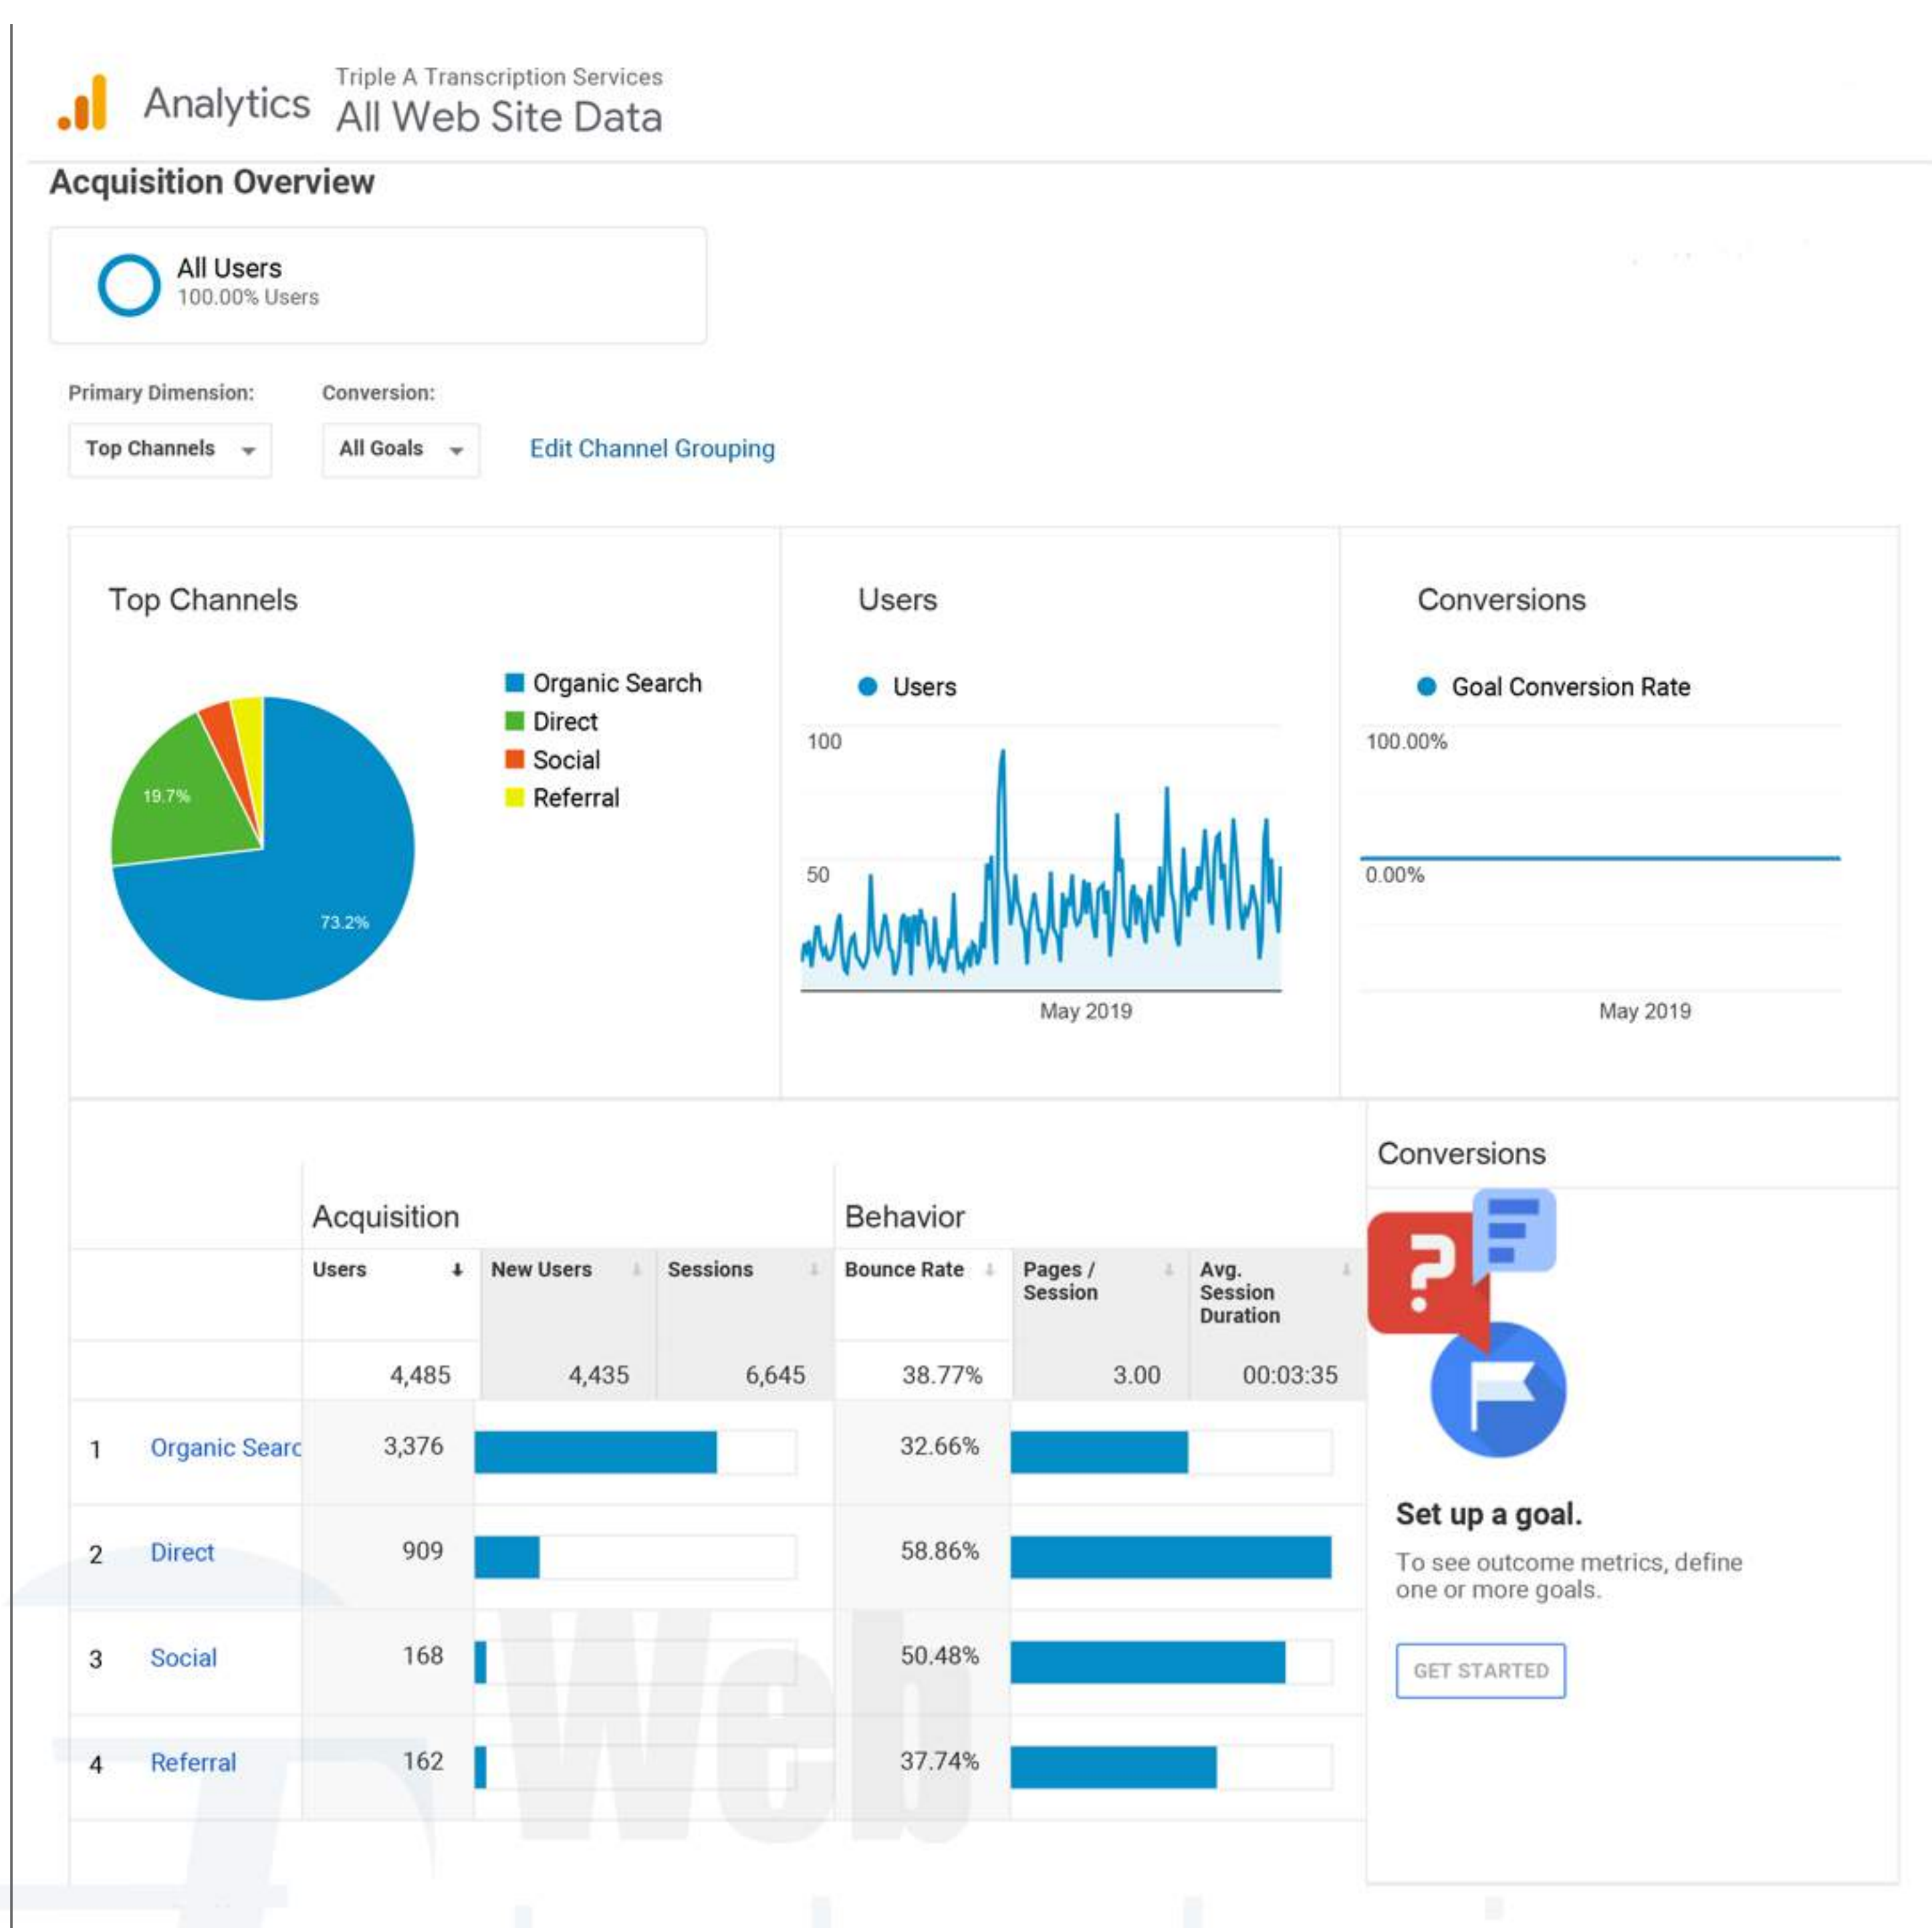 Analytics
Triple A Transcription Services
All Web Site Data
Acquisition Overview
All Users
100.00% Users
Primary Dimension:
Conversion:
Top Channels
All Goals
Edit Channel Grouping
Top Channels
Organic Search
Direct
Social
Referral
19.7%
73.2%
Users
Users
100
50
May 2019
Conversions
Goal Conversion Rate
100.00%
0.00%
May 2019
Acquisition
Behavior
Conversions
Users
New Users
Sessions
Bounce Rate
Pages /
Session
Avg.
Session
Duration
4,485
4,435
6,645
38.77%
3.00
00:03:35
1 Organic Searc 3,376 32.66%
2 Direct 909 58.86%
3 Social 168 50.48%
4 Referral 162 37.74%
?
Set up a goal.
To see outcome metrics, define
one or more goals.
GET STARTED
Web